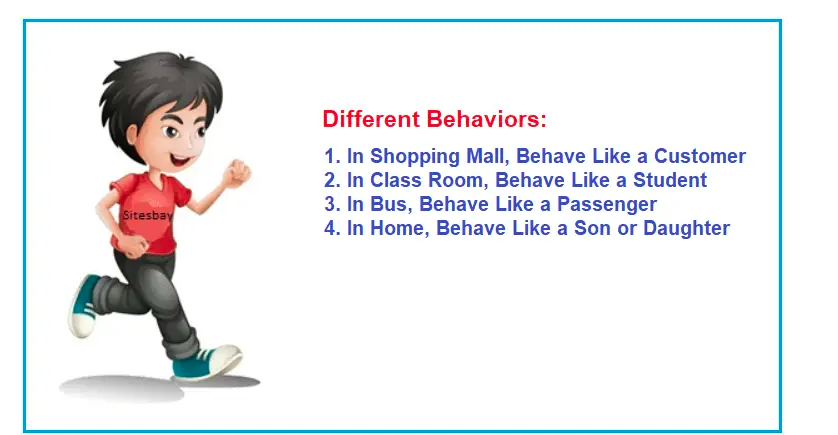 Sitesbay
Different Behaviors:
1. In Shopping Mall, Behave Like a Customer
2. In Class Room, Behave Like a Student
3. In Bus, Behave Like a Passenger
4. In Home, Behave Like a Son or Daughter